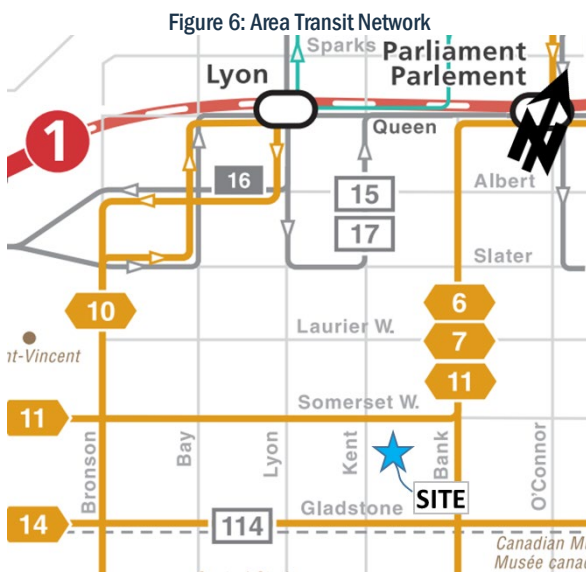 Figure 6: Area Transit Network
Sparks
Parliament
Parlement
Lyon
1
Queen
16
Albert
15
17
Slater
10
6
Laurier W.
7
nt-Vincent
11
Somerset W.
11
Bronson
Bay
Lyon
Kent
Bank
O'Connor
SITE
Gladstone
14
114
Canadian M
Musée cana